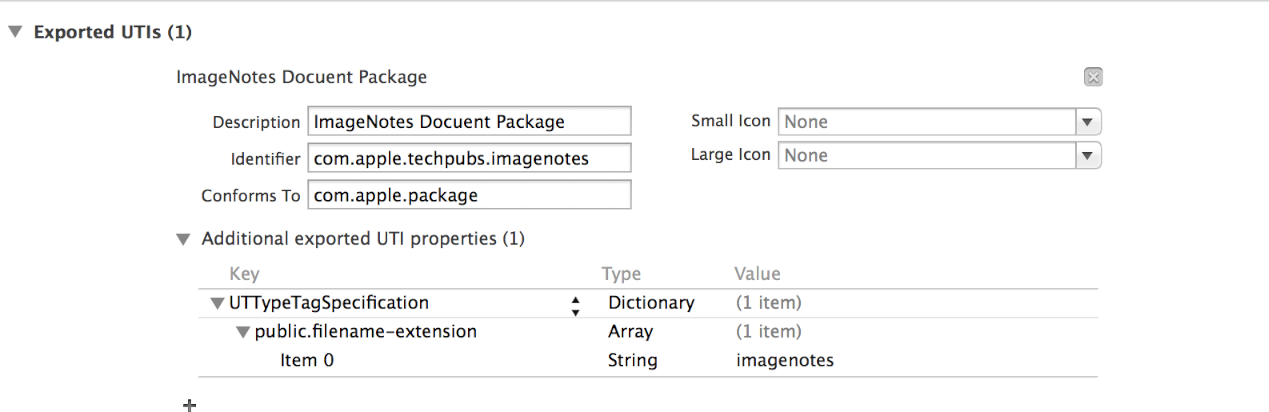 Exported UTIs (1)
ImageNotes Docuent Package
Description ImageNotes Docuent Package
Small Icon None
Identifier com.apple.techpubs.imagenotes
Large Icon None
Conforms To com.apple.package
Additional exported UTI properties (1)
Key Type Value
UTTypeTagSpecification Dictionary (1 item)
public.filename-extension Array (1 item)
Item 0 String imagenotes